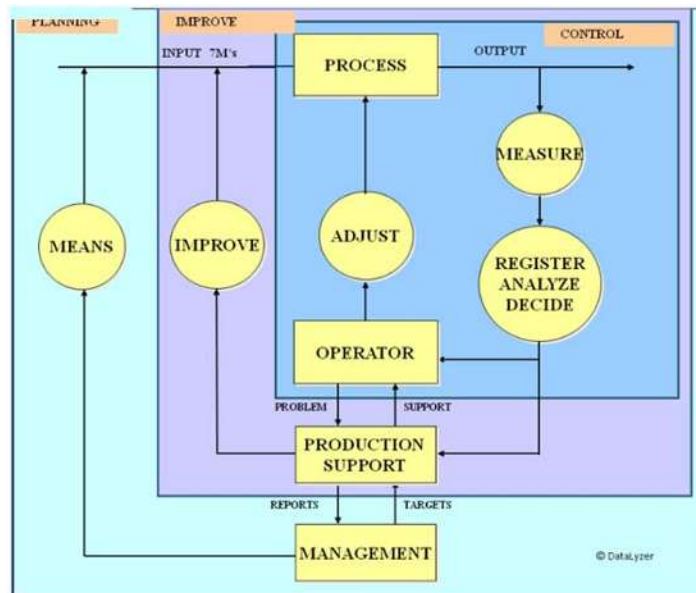 PLANNING
IMPROVE
CONTROL
INPUT 7M's
PROCESS
OUTPUT
MEASURE
MEANS
IMPROVE
ADJUST
REGISTER
ANALYZE
DECIDE
OPERATOR
PROBLEM
SUPPORT
PRODUCTION
SUPPORT
REPORTS
TARGETS
MANAGEMENT
© DataLyzer